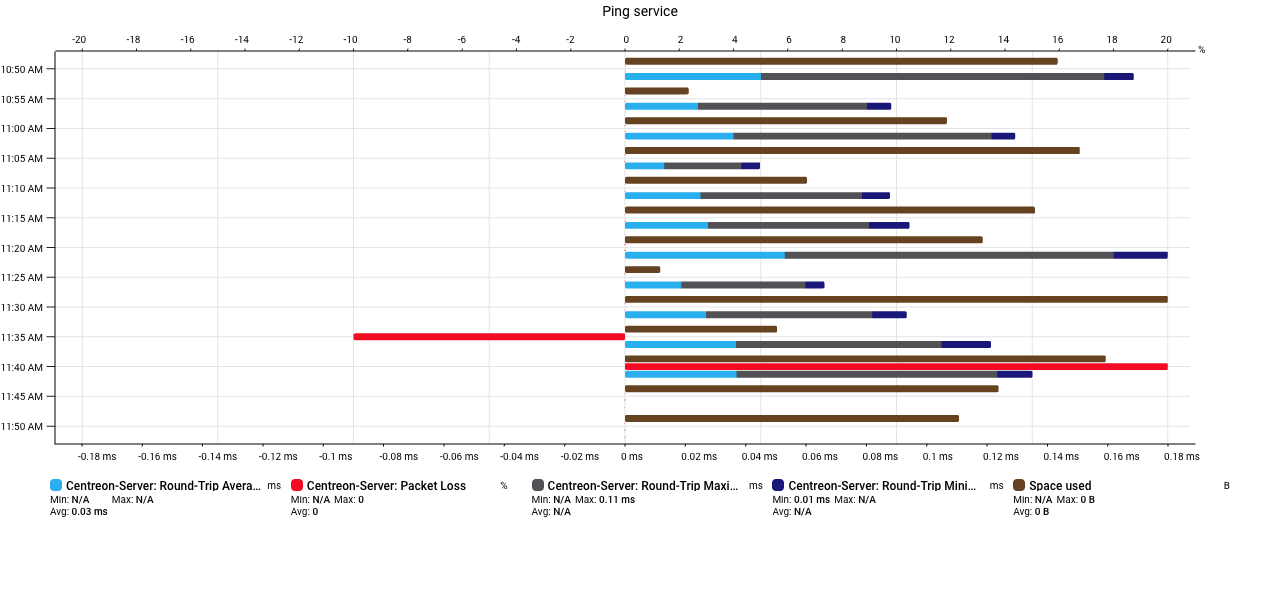 Ping service
-20 -18 -16 -14 -12 -10 -8 -6 -4 -2 0 2 4 6 8 10 12 14 16 18 20
%
10:50 AM
10:55 AM
11:00 AM
11:05 AM
11:10 AM
11:15 AM
11:20 AM
11:25 AM
11:30 AM
11:35 AM
11:40 AM
11:45 AM
11:50 AM
-0.18 ms -0.16 ms -0.14 ms -0.12 ms -0.1 ms -0.08 ms -0.06 ms -0.04 ms -0.02 ms 0 ms 0.02 ms 0.04 ms 0.06 ms 0.08 ms 0.1 ms 0.12 ms 0.14 ms 0.16 ms 0.18 ms
Centreon-Server: Round-Trip Avera... ms
Min: N/A Max: N/A
Avg: 0.03 ms
Centreon-Server: Packet Loss %
Min: N/A Max: 0
Avg: 0
Centreon-Server: Round-Trip Maxi... ms
Min: N/A Max: 0.11 ms
Avg: N/A
Centreon-Server: Round-Trip Mini... ms
Min: 0.01 ms Max: N/A
Avg: N/A
Space used B
Min: N/A Max: 0 B
Avg: 0 B